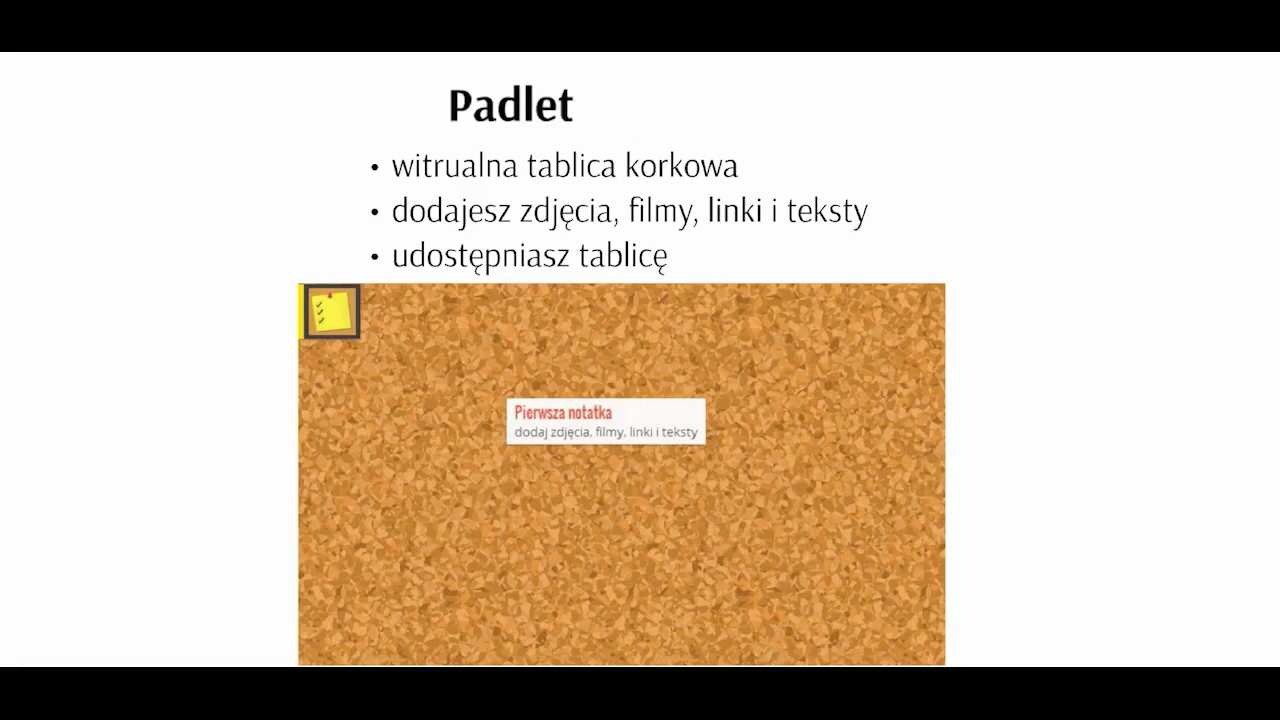 Padlet
• witrualna tablica korkowa
• dodajesz zdjęcia, filmy, linki i teksty
• udostępniasz tablicę
Pierwsza notatka
dodaj zdjęcia, filmy, linki i teksty